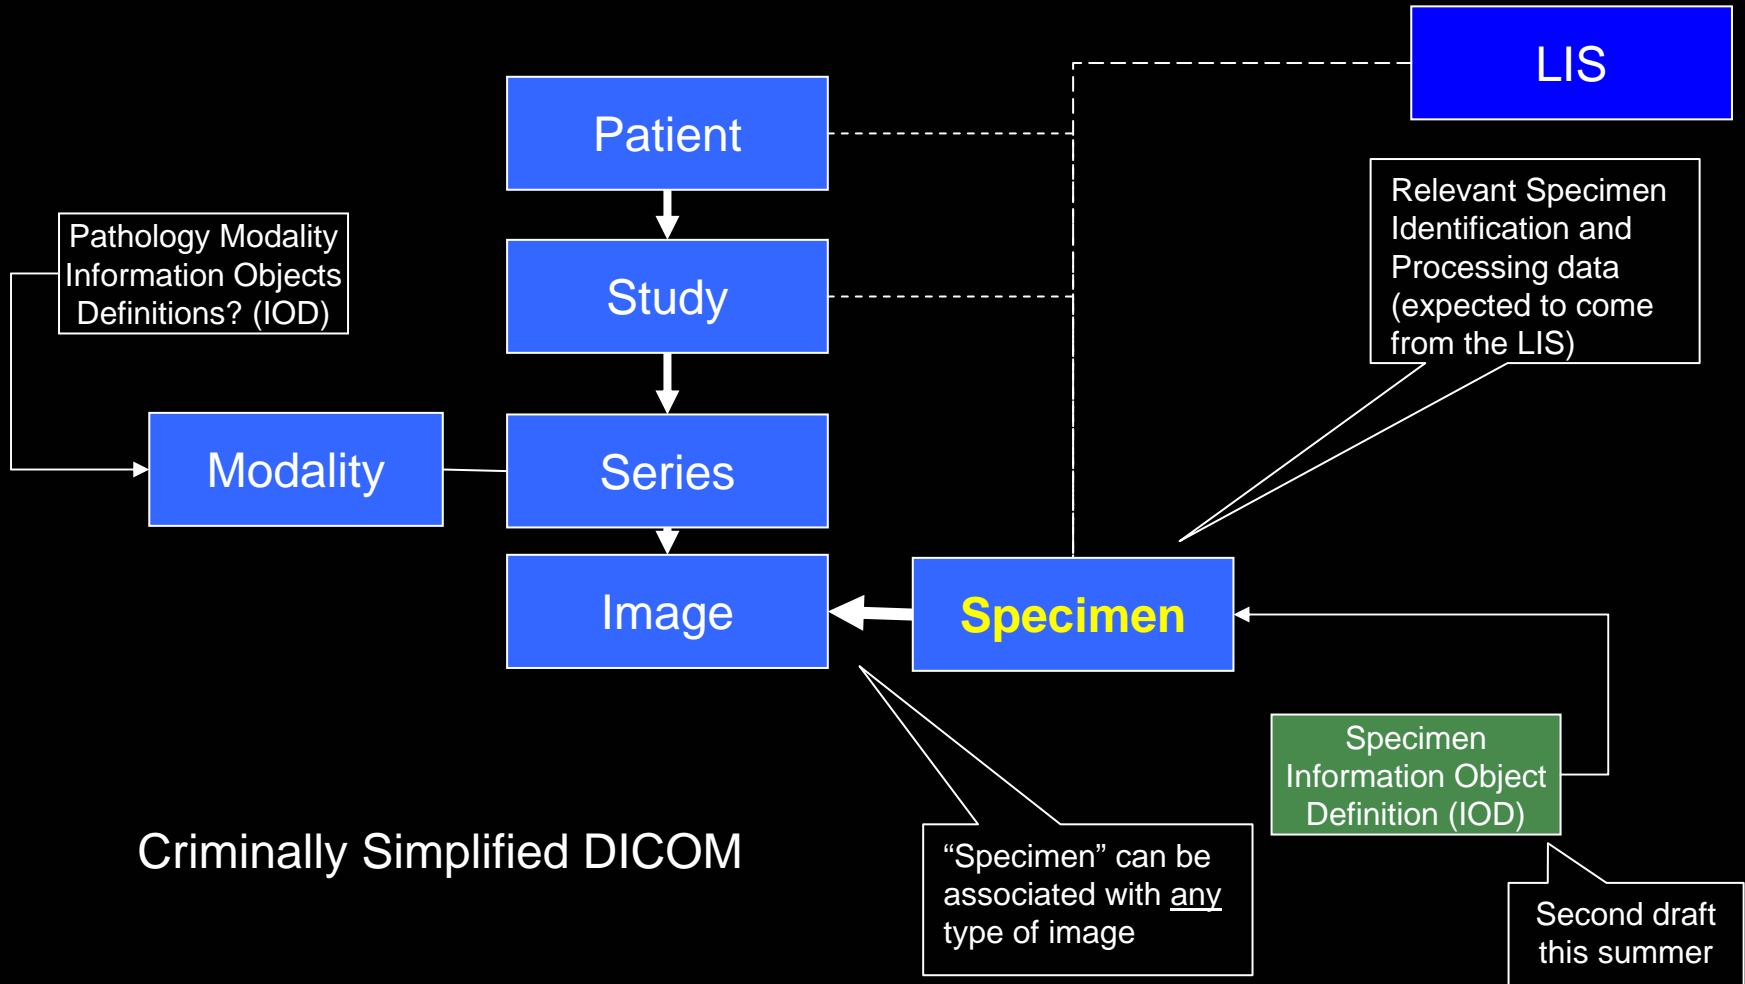 LIS
Patient
Relevant Specimen
Identification and
Processing data
(expected to come
from the LIS)
Pathology Modality
Information Objects
Definitions? (IOD)
Study
Modality
Series
Image
Specimen
Specimen
Information Object
Definition (IOD)
Criminally Simplified DICOM
“Specimen” can be
associated with any
type of image
Second draft
this summer